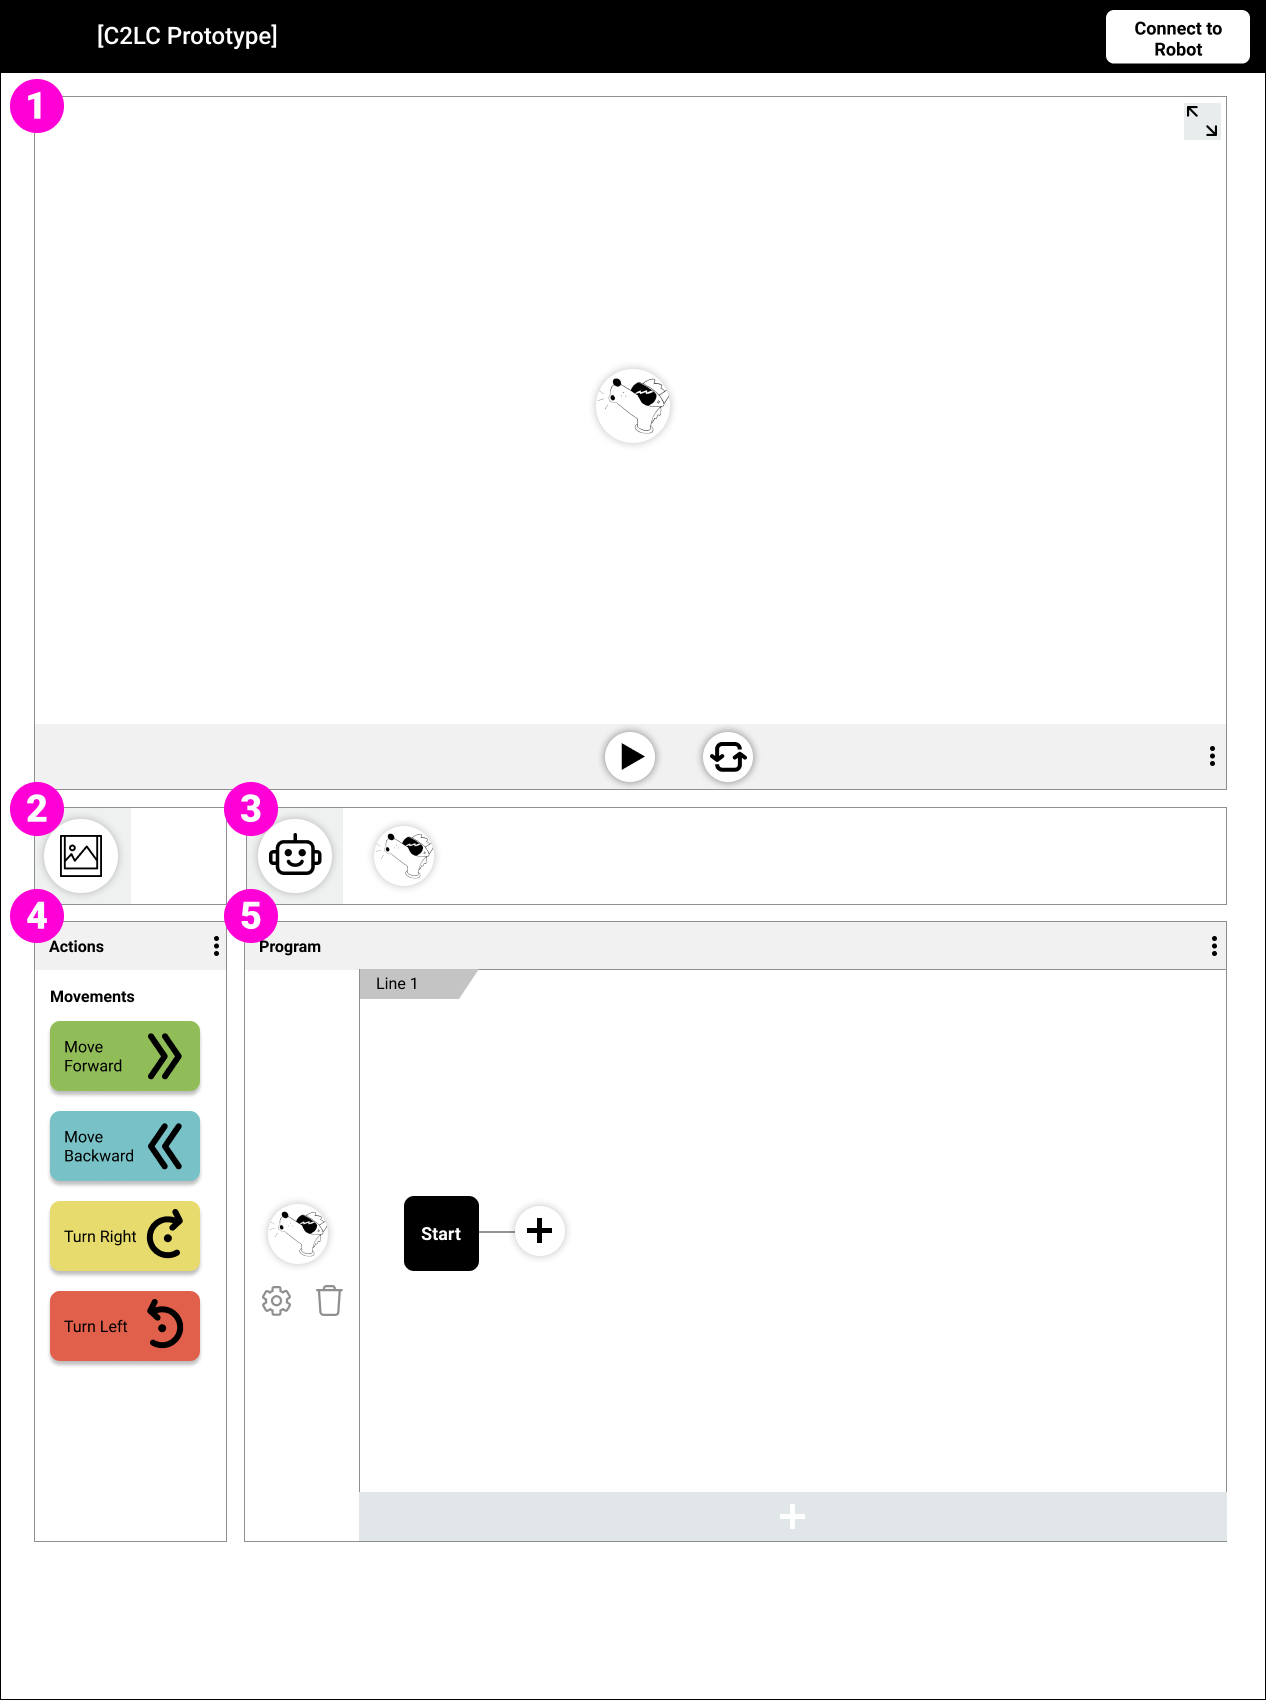 [C2LC Prototype]
Connect to
Robot
1
2
3
4
5
Actions
Program
Movements
Line 1
Move
Forward
Move
Backward
Turn Right
Start
Turn Left